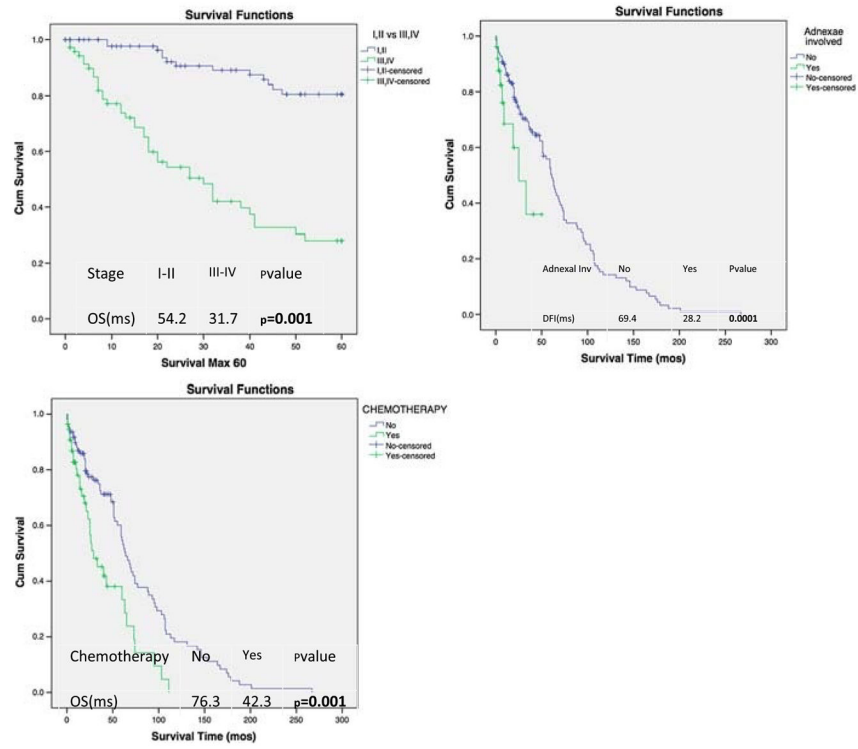 Survival Functions
I,II vs III,IV
I,II
III,IV
I,II-censored
III,IV-censored
Cum Survival
1.0
0.8
0.6
0.4
0.2
0.0
Stage I-II III-IV Pvalue
OS(ms) 54.2 31.7 p=0.001
0 10 20 30 40 50 60
Survival Max 60
Survival Functions
Adnexae
involved
No
Yes
No-censored
Yes-censored
Cum Survival
1.0
0.8
0.6
0.4
0.2
0.0
Adnexal Inv No Yes Pvalue
DFI(ms) 69.4 28.2 0.0001
0 50 100 150 200 250 300
Survival Time (mos)
Survival Functions
CHEMOTHERAPY
No
Yes
No-censored
Yes-censored
Cum Survival
1.0
0.8
0.6
0.4
0.2
0.0
Chemotherapy No Yes Pvalue
OS(ms) 76.3 42.3 p=0.001
0 50 100 150 200 250 300
Survival Time (mos)